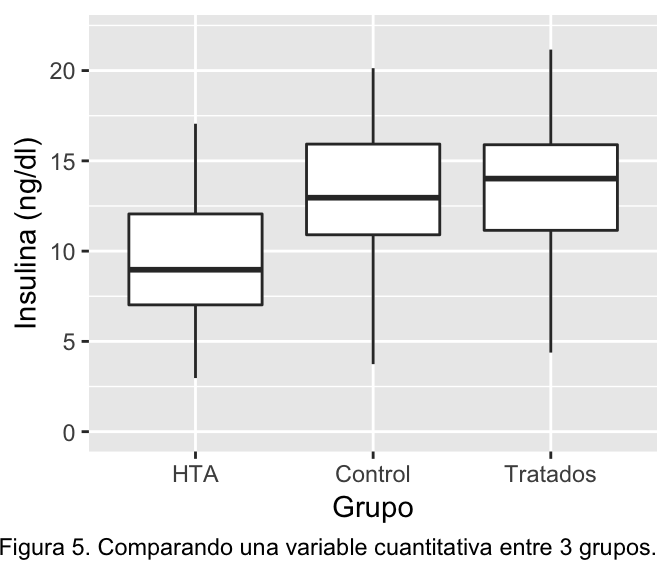 Insulina (ng/dl)
20
15
10
5
0
HTA Control Tratados
Grupo
Figura 5. Comparando una variable cuantitativa entre 3 grupos.